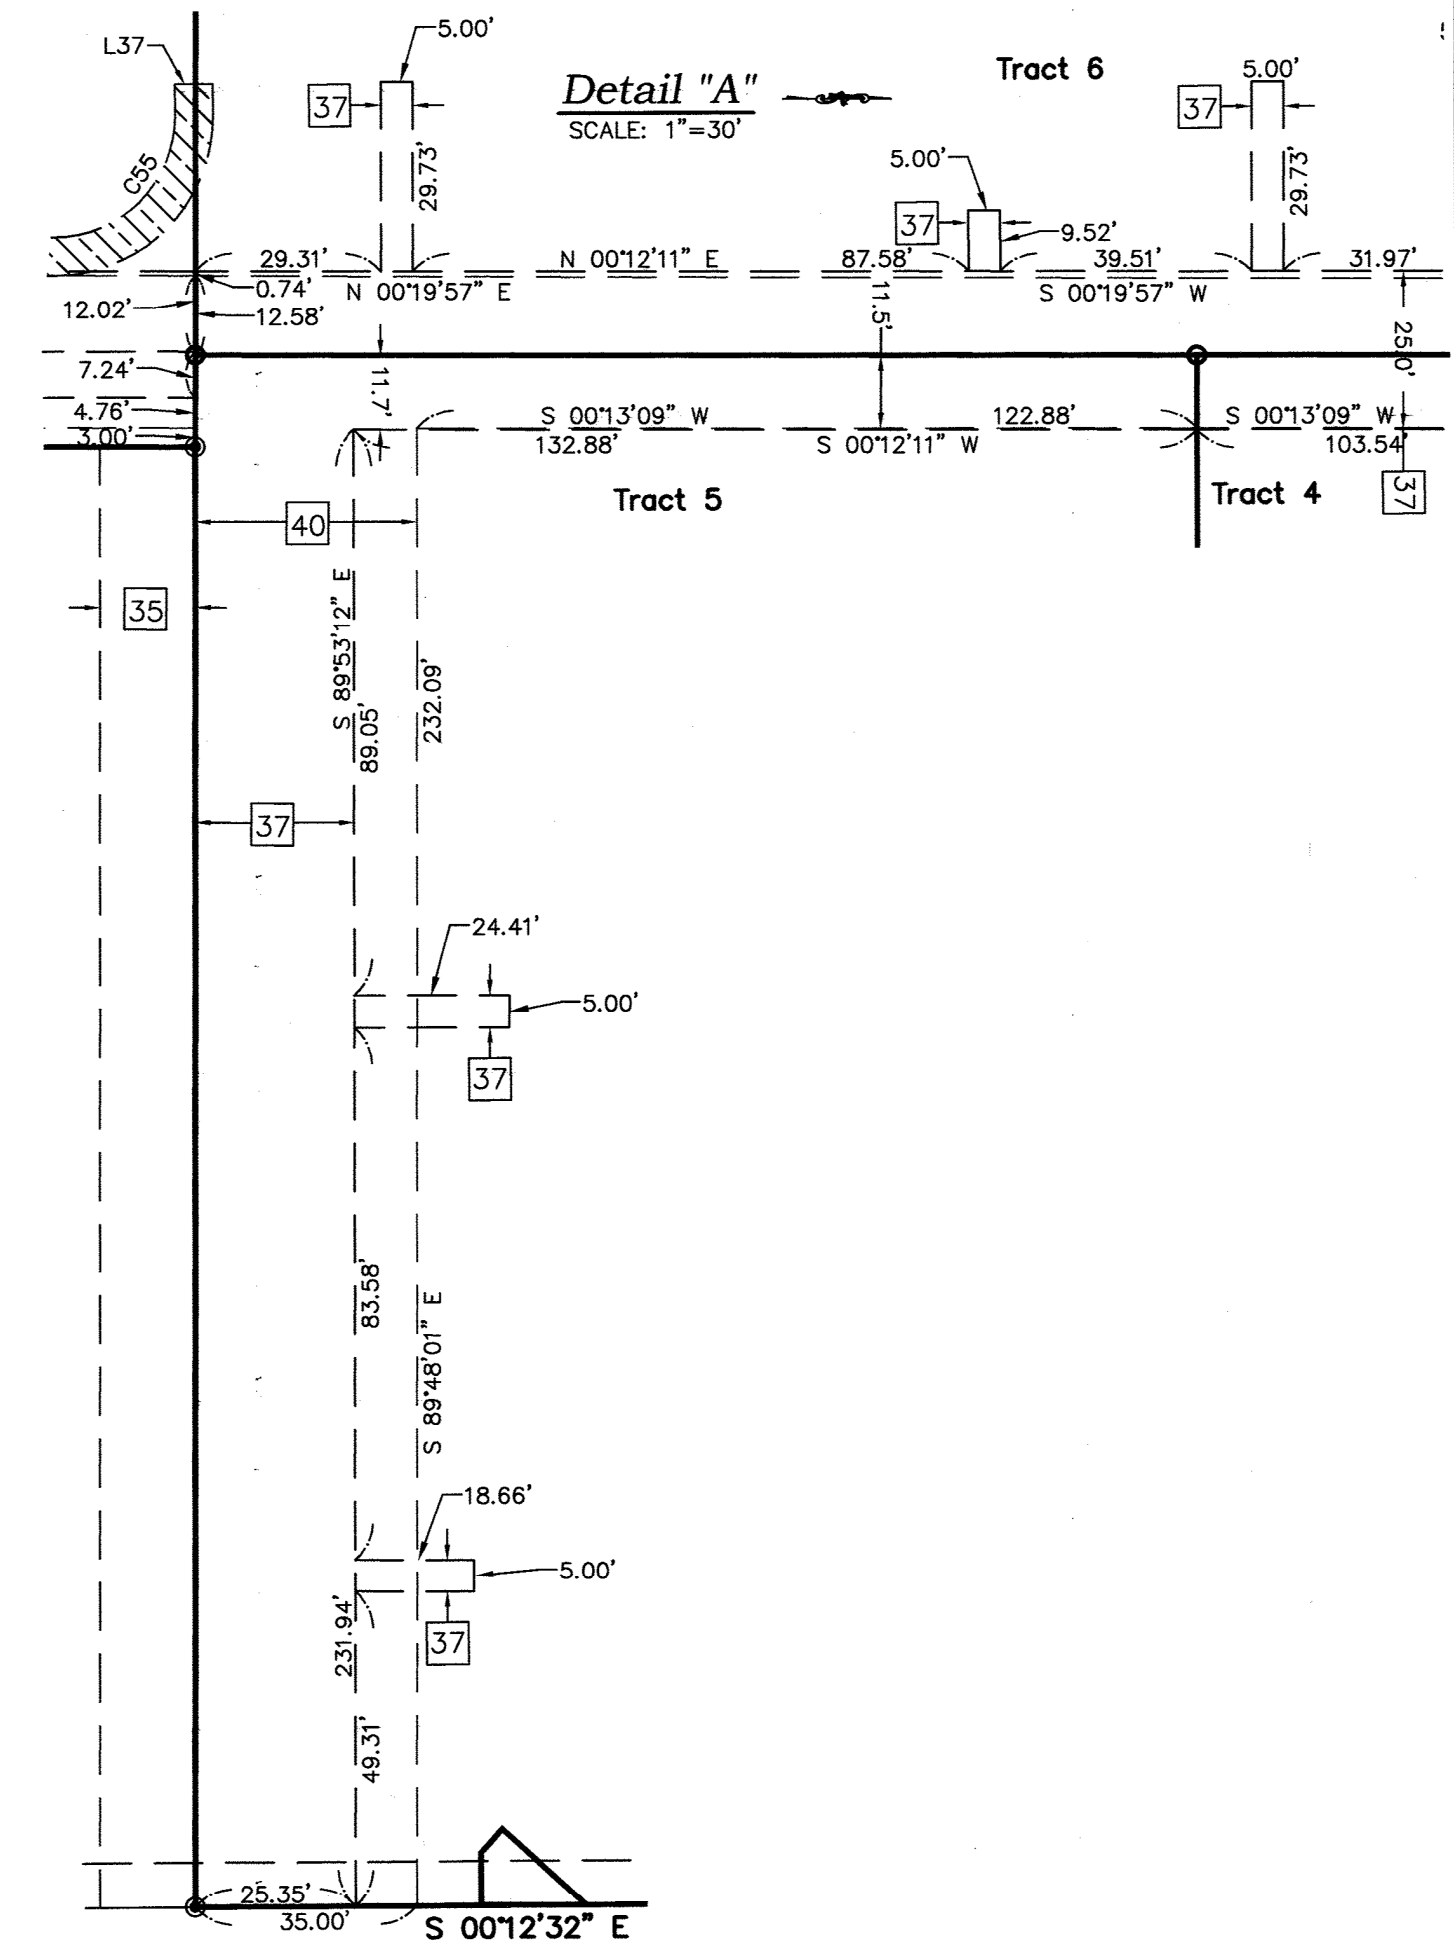 L37
5.00'
Detail "A"
SCALE: 1"=30'
Tract 6
5.00'
37
37
C55
29.73'
5.00'
29.73'
37
9.52'
29.31'
N 00°12'11" E
87.58'
39.51'
31.97'
0.74'
N 00°19'57" E
S 00°19'57" W
12.02'
12.58'
11.5'
25.0'
7.24'
11.7'
4.76'
3.00'
S 00°13'09" W
122.88'
S 00°13'09" W
132.88'
S 00°12'11" W
103.54'
37
Tract 5
Tract 4
40
35
S 89°53'12" E
89.05'
232.09'
37
24.41'
5.00'
37
83.58'
S 89°48'01" E
18.66'
5.00'
37
231.94'
49.31'
25.35'
35.00'
S 00°12'32" E